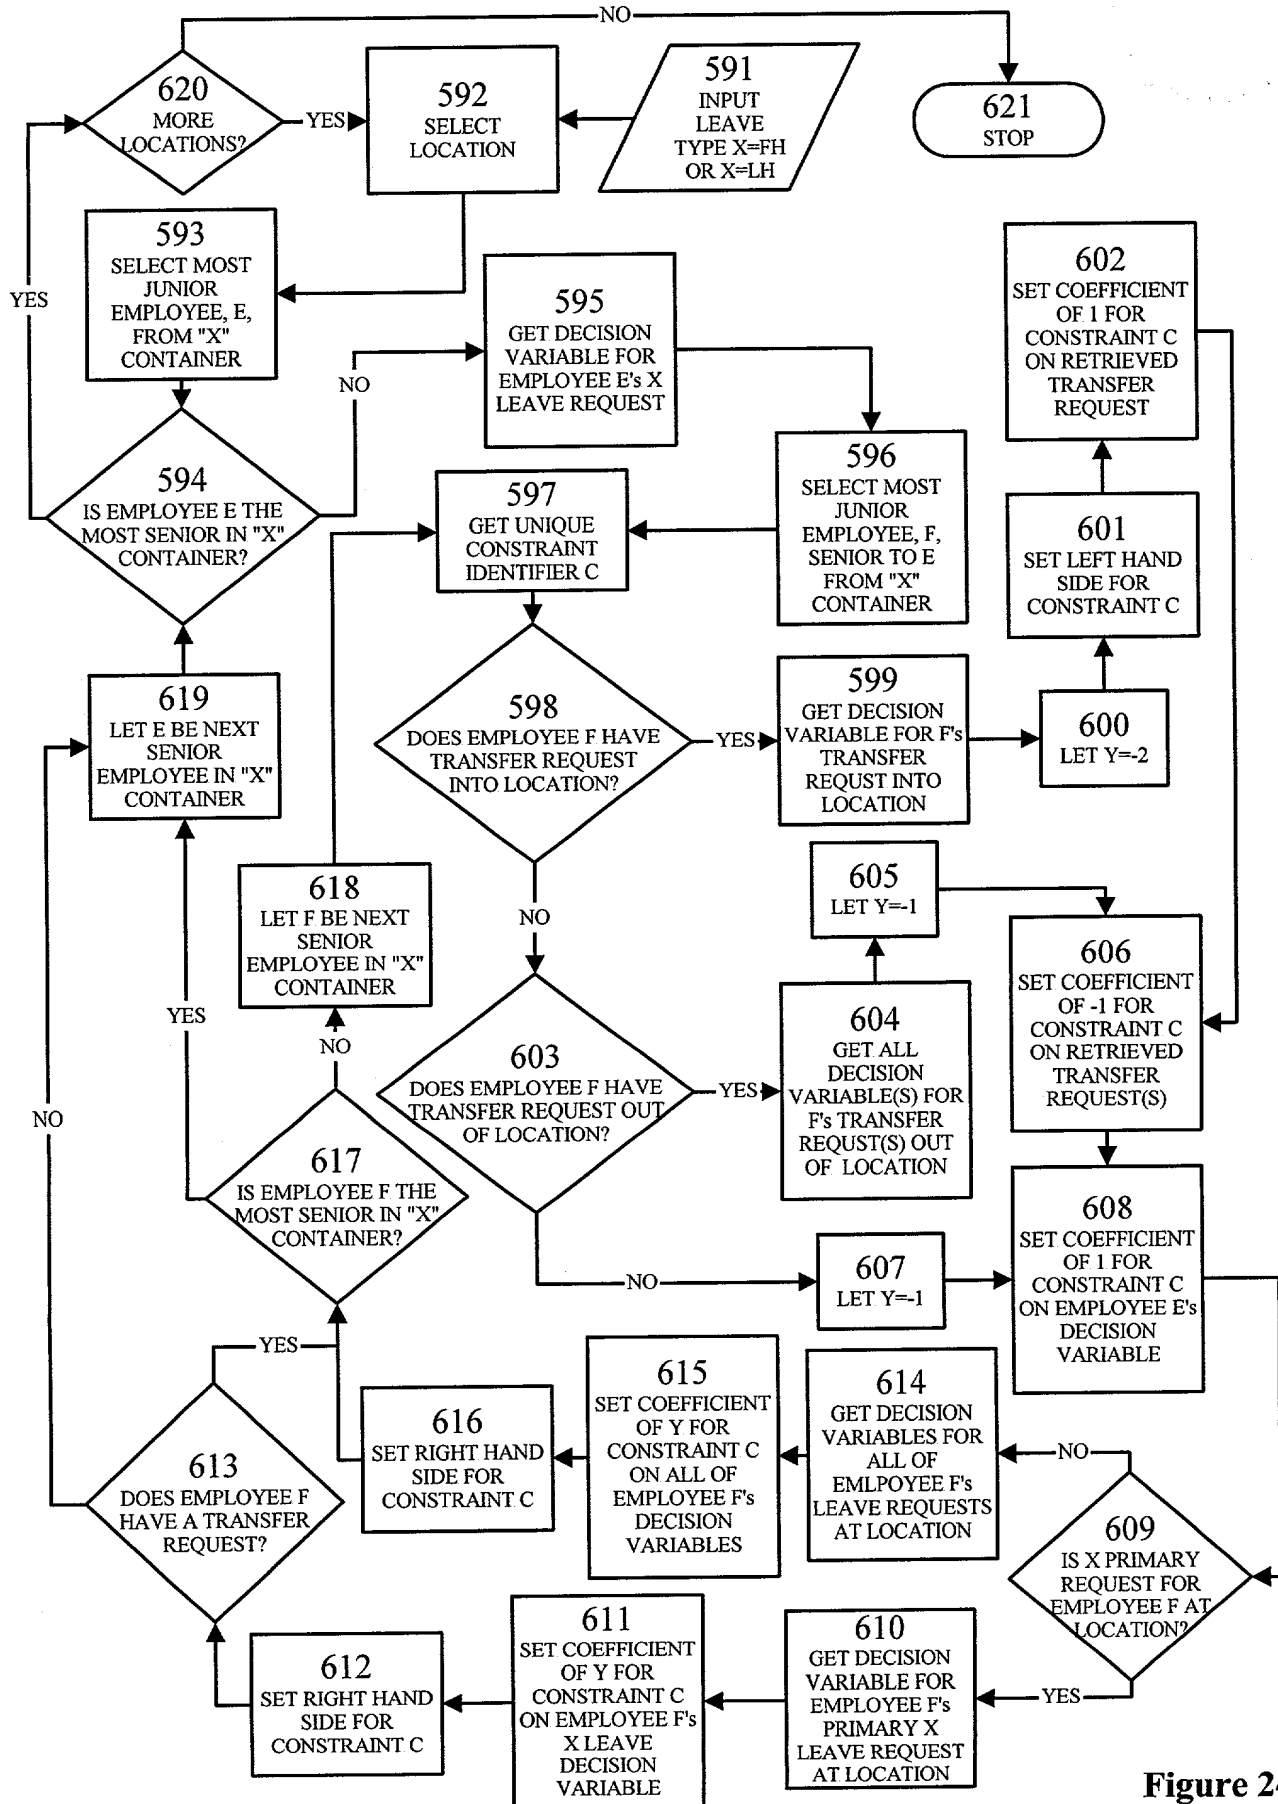 NO
620
MORE
LOCATIONS?
YES
592
SELECT
LOCATION
591
INPUT
LEAVE
TYPE X=FH
OR X=LH
621
STOP
593
SELECT MOST
JUNIOR
EMPLOYEE, E,
FROM "X"
CONTAINER
YES
594
IS EMPLOYEE E THE
MOST SENIOR IN "X"
CONTAINER?
NO
595
GET DECISION
VARIABLE FOR
EMPLOYEE E's X
LEAVE REQUEST
596
SELECT MOST
JUNIOR
EMPLOYEE, F,
SENIOR TO E
FROM "X"
CONTAINER
597
GET UNIQUE
CONSTRAINT
IDENTIFIER C
602
SET COEFFICIENT
OF 1 FOR
CONSTRAINT C
ON RETRIEVED
TRANSFER
REQUEST
601
SET LEFT HAND
SIDE FOR
CONSTRAINT C
619
LET E BE NEXT
SENIOR
EMPLOYEE IN "X"
CONTAINER
598
DOES EMPLOYEE F HAVE
TRANSFER REQUEST
INTO LOCATION?
YES
599
GET DECISION
VARIABLE FOR F's
TRANSFER
REQUST INTO
LOCATION
600
LET Y=-2
NO
618
LET F BE NEXT
SENIOR
EMPLOYEE IN "X"
CONTAINER
605
LET Y=-1
606
SET COEFFICIENT
OF -1 FOR
CONSTRAINT C
ON RETRIEVED
TRANSFER
REQUEST(S)
YES
NO
603
DOES EMPLOYEE F HAVE
TRANSFER REQUEST OUT
OF LOCATION?
YES
604
GET ALL
DECISION
VARIABLE(S) FOR
F's TRANSFER
REQUST(S) OUT
OF LOCATION
NO
617
IS EMPLOYEE F THE
MOST SENIOR IN "X"
CONTAINER?
NO
607
LET Y=-1
608
SET COEFFICIENT
OF 1 FOR
CONSTRAINT C
ON EMPLOYEE E's
DECISION
VARIABLE
YES
613
DOES EMPLOYEE F
HAVE A TRANSFER
REQUEST?
616
SET RIGHT HAND
SIDE FOR
CONSTRAINT C
615
SET COEFFICIENT
OF Y FOR
CONSTRAINT C
ON ALL OF
EMPLOYEE F's
DECISION
VARIABLES
614
GET DECISION
VARIABLES FOR
ALL OF
EMLPOYEE F's
LEAVE REQUESTS
AT LOCATION
NO
609
IS X PRIMARY
REQUEST FOR
EMPLOYEE F AT
LOCATION?
YES
612
SET RIGHT HAND
SIDE FOR
CONSTRAINT C
611
SET COEFFICIENT
OF Y FOR
CONSTRAINT C
ON EMPLOYEE F's
X LEAVE
DECISION
VARIABLE
610
GET DECISION
VARIABLE FOR
EMPLOYEE F's
PRIMARY X
LEAVE REQUEST
AT LOCATION
Figure 24